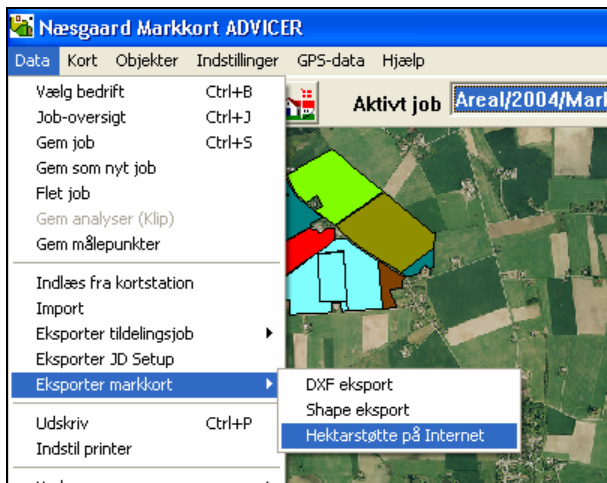 Næsgaard Markkort ADVICER
Data Kort Objekter Indstillinger GPS-data Hjælp
Vælg bedrift Ctrl+B
Job-oversigt Ctrl+J
Gem job Ctrl+S
Gem som nyt job
Flet job
Gem analyser (Klip)
Gem målepunkter
Indlæs fra kortstation
Import
Eksporter tildelingsjob
Eksporter JD Setup
Eksporter markkort
Udskriv Ctrl+P
Indstil printer
Aktivt job Areal/2004/Mark
DXF eksport
Shape eksport
Hektarstøtte på Internet